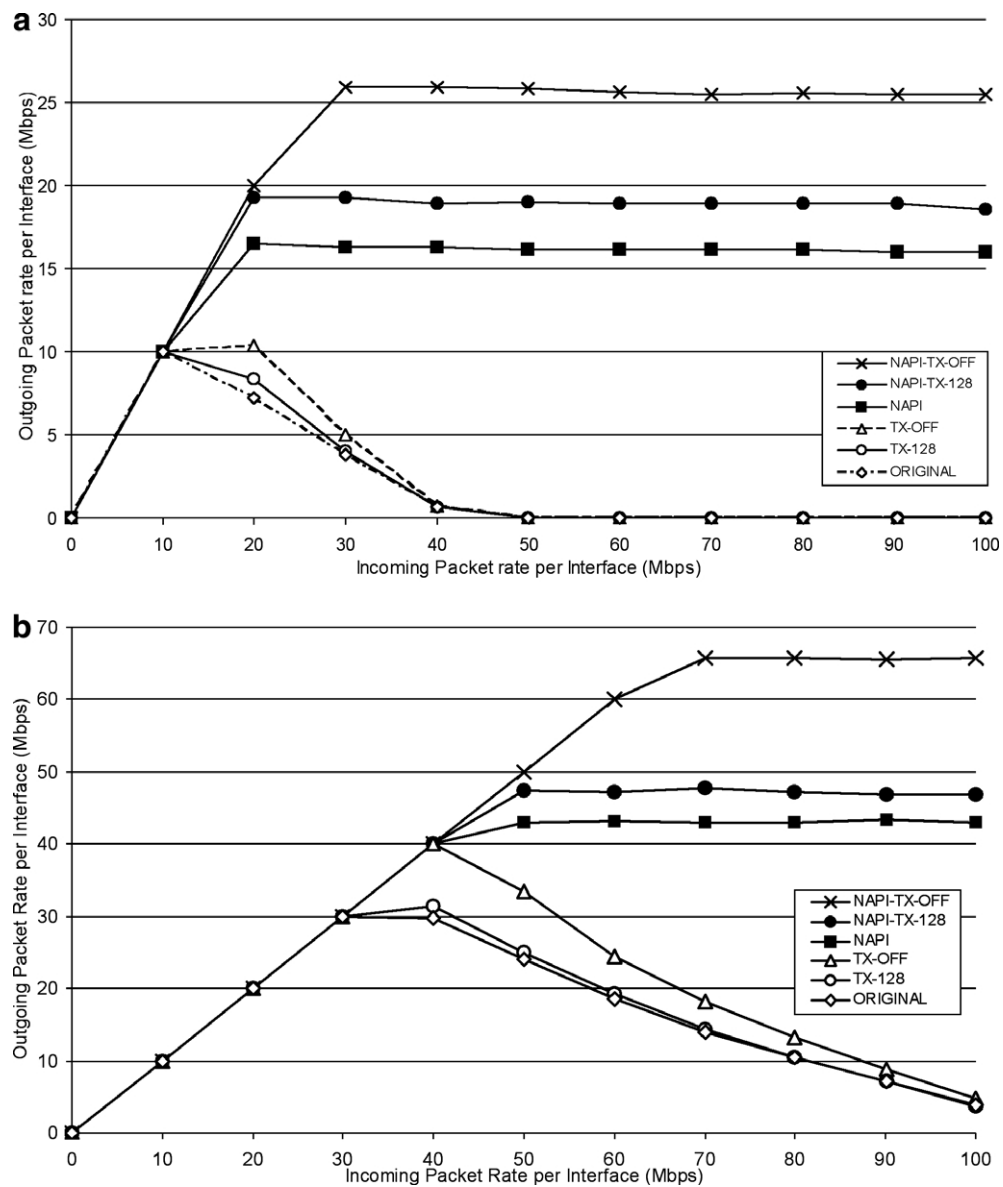 a
30
25
20
15
10
5
0
Outgoing Packet rate per Interface (Mbps)
NAPI-TX-OFF
NAPI-TX-128
NAPI
TX-OFF
TX-128
ORIGINAL
0 10 20 30 40 50 60 70 80 90 100
Incoming Packet rate per Interface (Mbps)
b
70
60
50
40
30
20
10
0
Outgoing Packet Rate per Interface (Mbps)
NAPI-TX-OFF
NAPI-TX-128
NAPI
TX-OFF
TX-128
ORIGINAL
0 10 20 30 40 50 60 70 80 90 100
Incoming Packet Rate per Interface (Mbps)